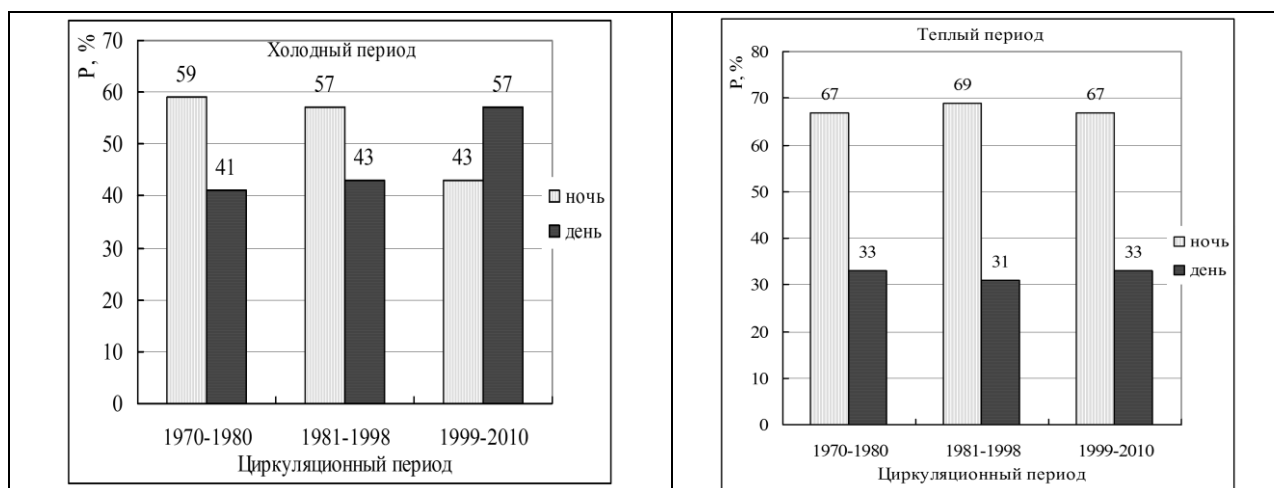 Холодный период
P, %
70
60
50
40
30
20
10
0
59
41
57
43
43
57
ночь
день
1970-1980 1981-1998 1999-2010
Циркуляционный период
Теплый период
P, %
80
70
60
50
40
30
20
10
0
67
33
69
31
67
33
ночь
день
1970-1980 1981-1998 1999-2010
Циркуляционный период